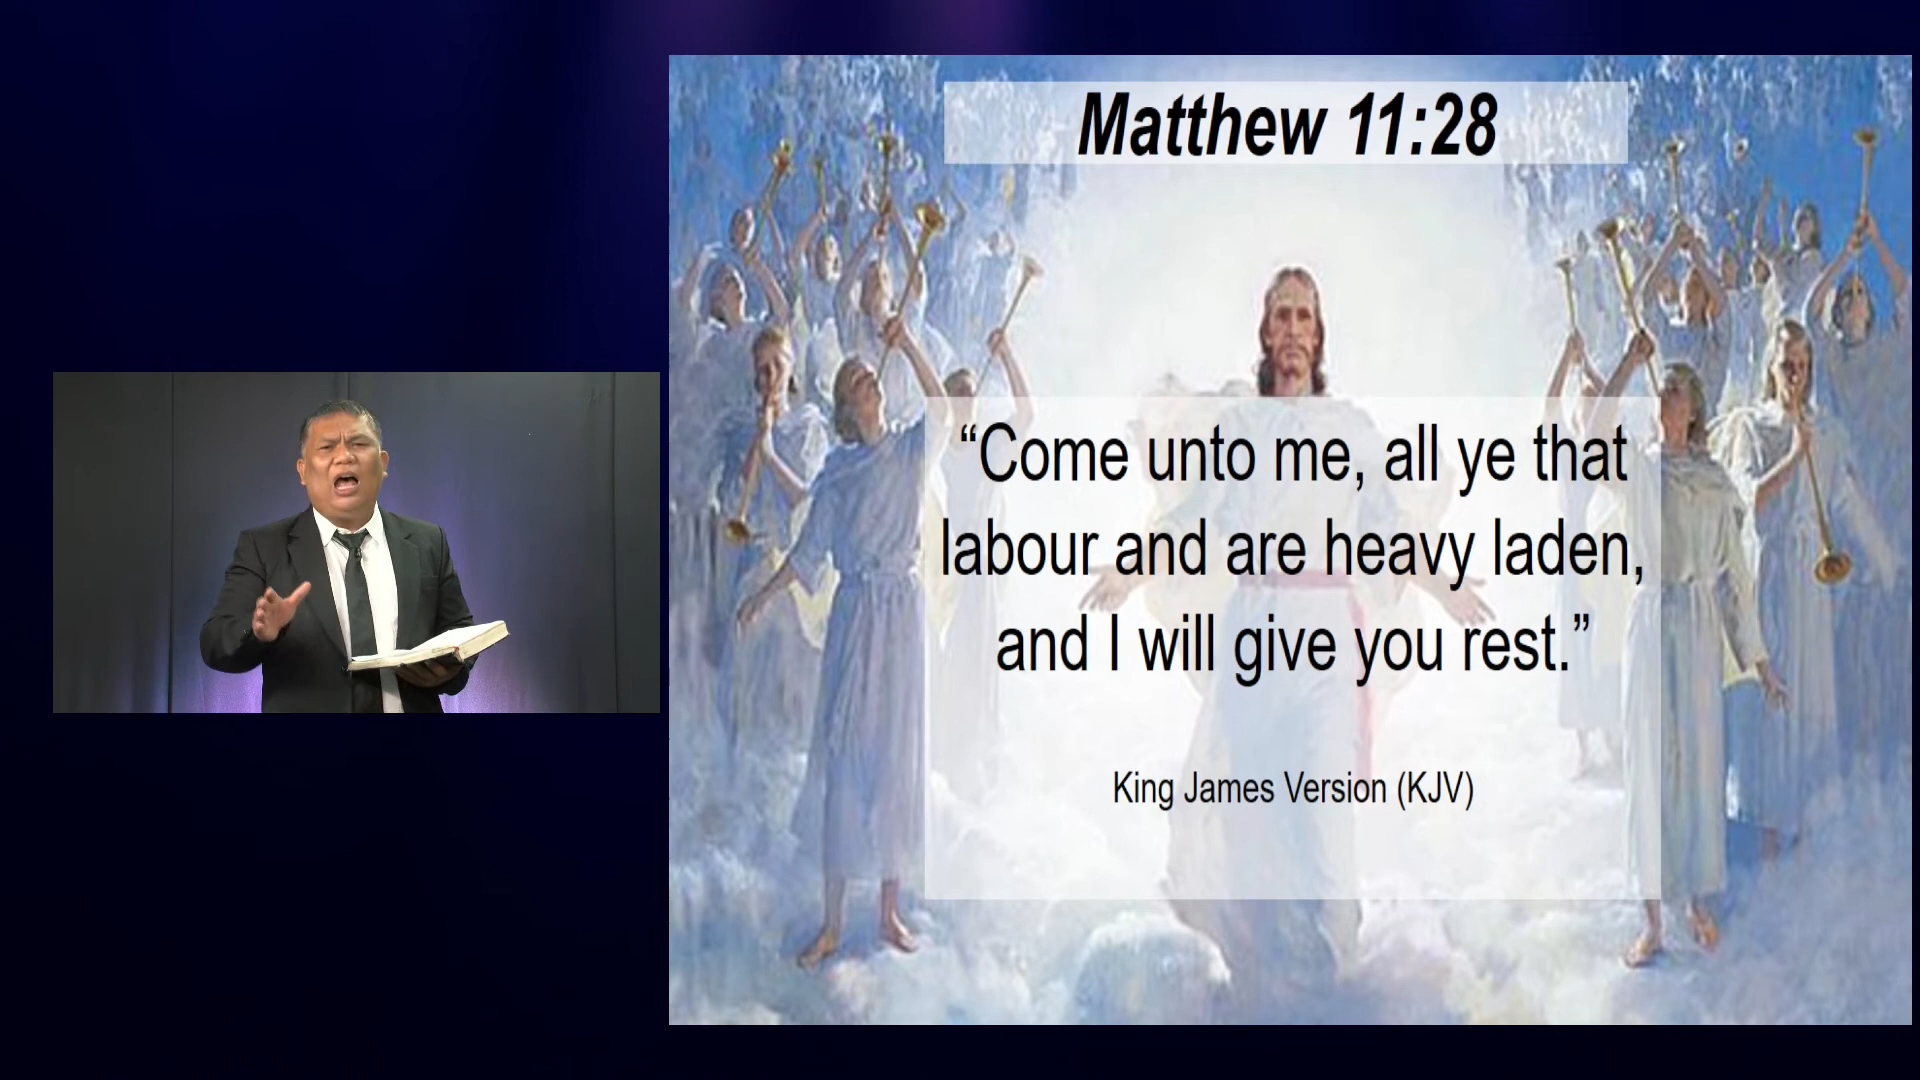 Matthew 11:28
“Come unto me, all ye that
labour and are heavy laden,
and I will give you rest.”
King James Version (KJV)